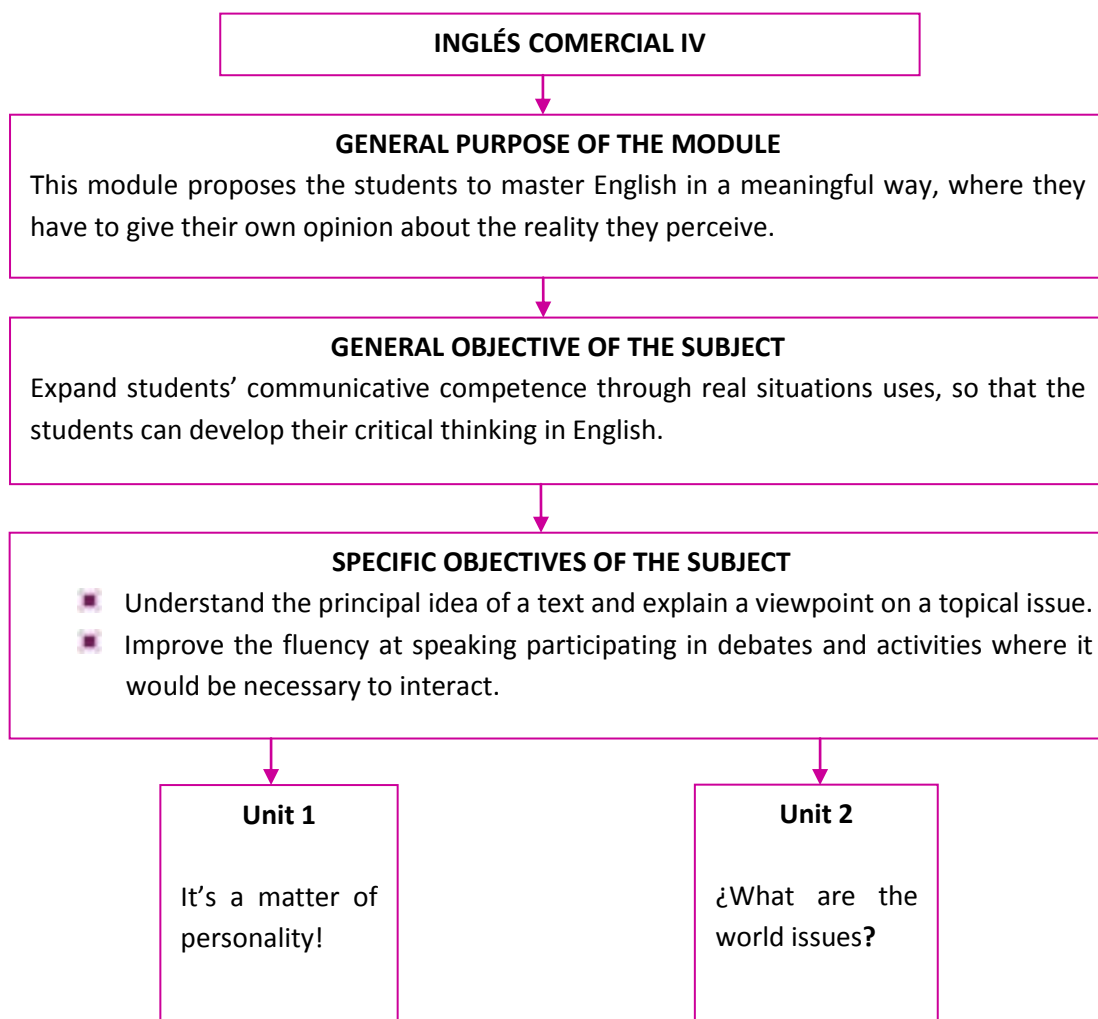 INGLÉS COMERCIAL IV
GENERAL PURPOSE OF THE MODULE
This module proposes the students to master English in a meaningful way, where they
have to give their own opinion about the reality they perceive.
GENERAL OBJECTIVE OF THE SUBJECT
Expand students’ communicative competence through real situations uses, so that the
students can develop their critical thinking in English.
SPECIFIC OBJECTIVES OF THE SUBJECT
Understand the principal idea of a text and explain a viewpoint on a topical issue.
Improve the fluency at speaking participating in debates and activities where it
would be necessary to interact.
Unit 1
It’s a matter of
personality!
Unit 2
¿What are the
world issues?